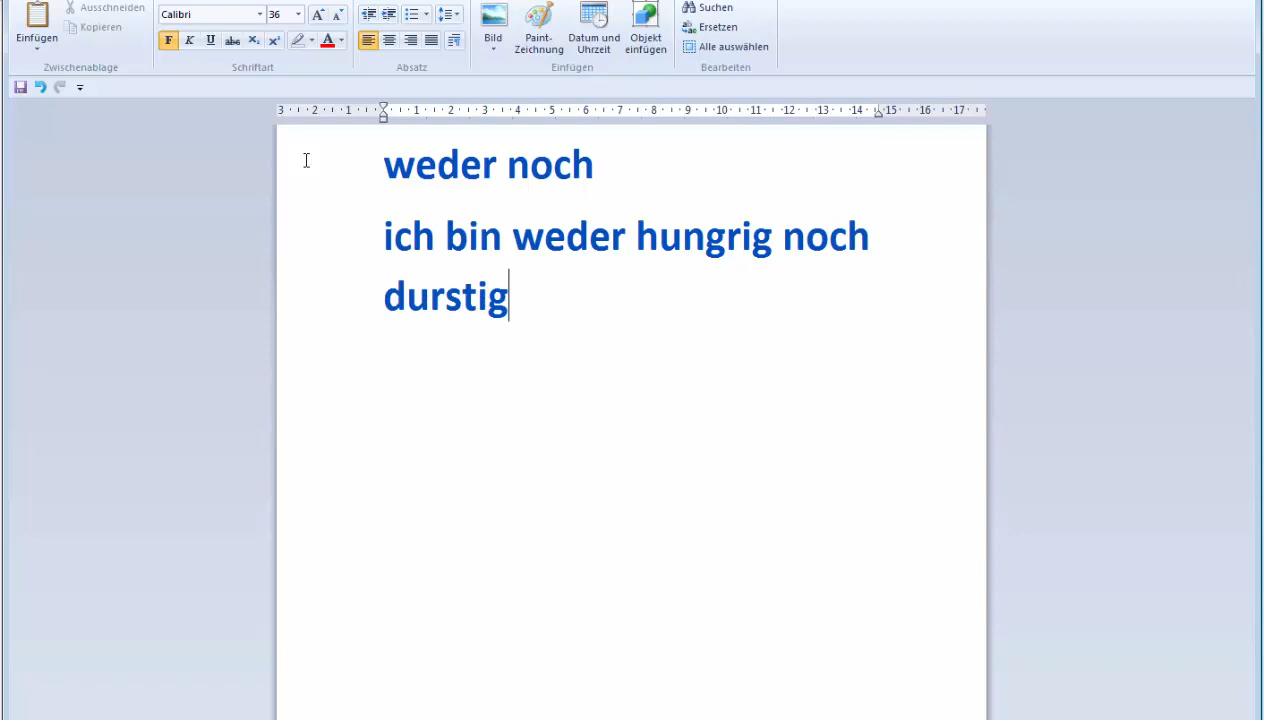 Einfügen
Ausschneiden
Kopieren
Zwischenablage
Calibri 36
F K U abc X₂ X² A
Schriftart
Absatz
Bild
Paint-
Zeichnung
Datum und
Uhrzeit
Objekt
einfügen
Einfügen
Suchen
Ersetzen
Alle auswählen
Bearbeiten
3 2 1 1 2 3 4 5 6 7 8 9 10 11 12 13 14 15 16 17
weder noch
ich bin weder hungrig noch
durstig